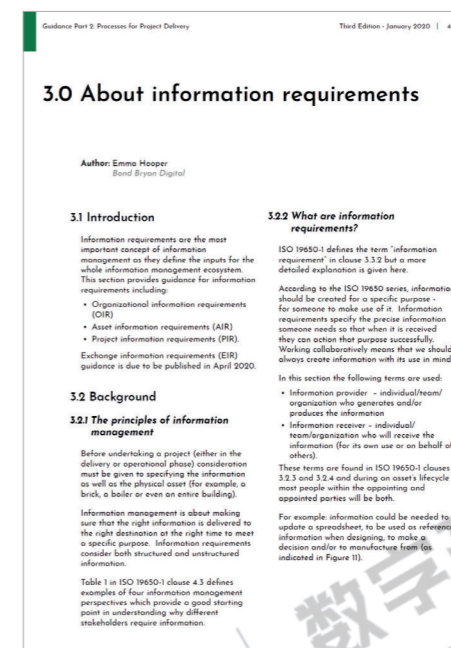 Guidance Part 2: Processes for Project Delivery
Third Edition - January 2020 | 4
3.0 About information requirements
Author: Emma Hooper
Bond Bryan Digital
3.1 Introduction
Information requirements are the most
important concept of information
management as they define the inputs for the
whole information management ecosystem.
This section provides guidance for information
requirements including:
• Organizational information requirements
(OIR)
• Asset information requirements (AIR)
• Project information requirements (PIR).
Exchange information requirements (EIR)
guidance is due to be published in April 2020.
3.2 Background
3.2.1 The principles of information
management
Before undertaking a project (either in the
delivery or operational phase) consideration
must be given to specifying the information
as well as the physical asset (for example, a
brick, a boiler or even an entire building).
Information management is about making
sure that the right information is delivered to
the right destination at the right time to meet
a specific purpose. Information requirements
consider both structured and unstructured
information.
Table 1 in ISO 19650-1 clause 4.3 defines
examples of four information management
perspectives which provide a good starting
point in understanding why different
stakeholders require information.
3.2.2 What are information
requirements?
ISO 19650-1 defines the term "information
requirement" in clause 3.3.2 but a more
detailed explanation is given here.
According to the ISO 19650 series, information
should be created for a specific purpose -
for someone to make use of it. Information
requirements specify the precise information
someone needs so that when it is received
they can action that purpose successfully.
Working collaboratively means that we should
always create information with its use in mind
In this section the following terms are used:
• Information provider – individual/team/
organization who generates and/or
produces the information
• Information receiver – individual/
team/organization who will receive the
information (for its own use or on behalf of
others).
These terms are found in ISO 19650-1 clauses
3.2.3 and 3.2.4 and during an asset's lifecycle
most people within the appointing and
appointed parties will be both.
For example: information could be needed to
update a spreadsheet, to be used as reference
information when designing, to make a
decision and/or to manufacture from (as
indicated in Figure 11).
数字